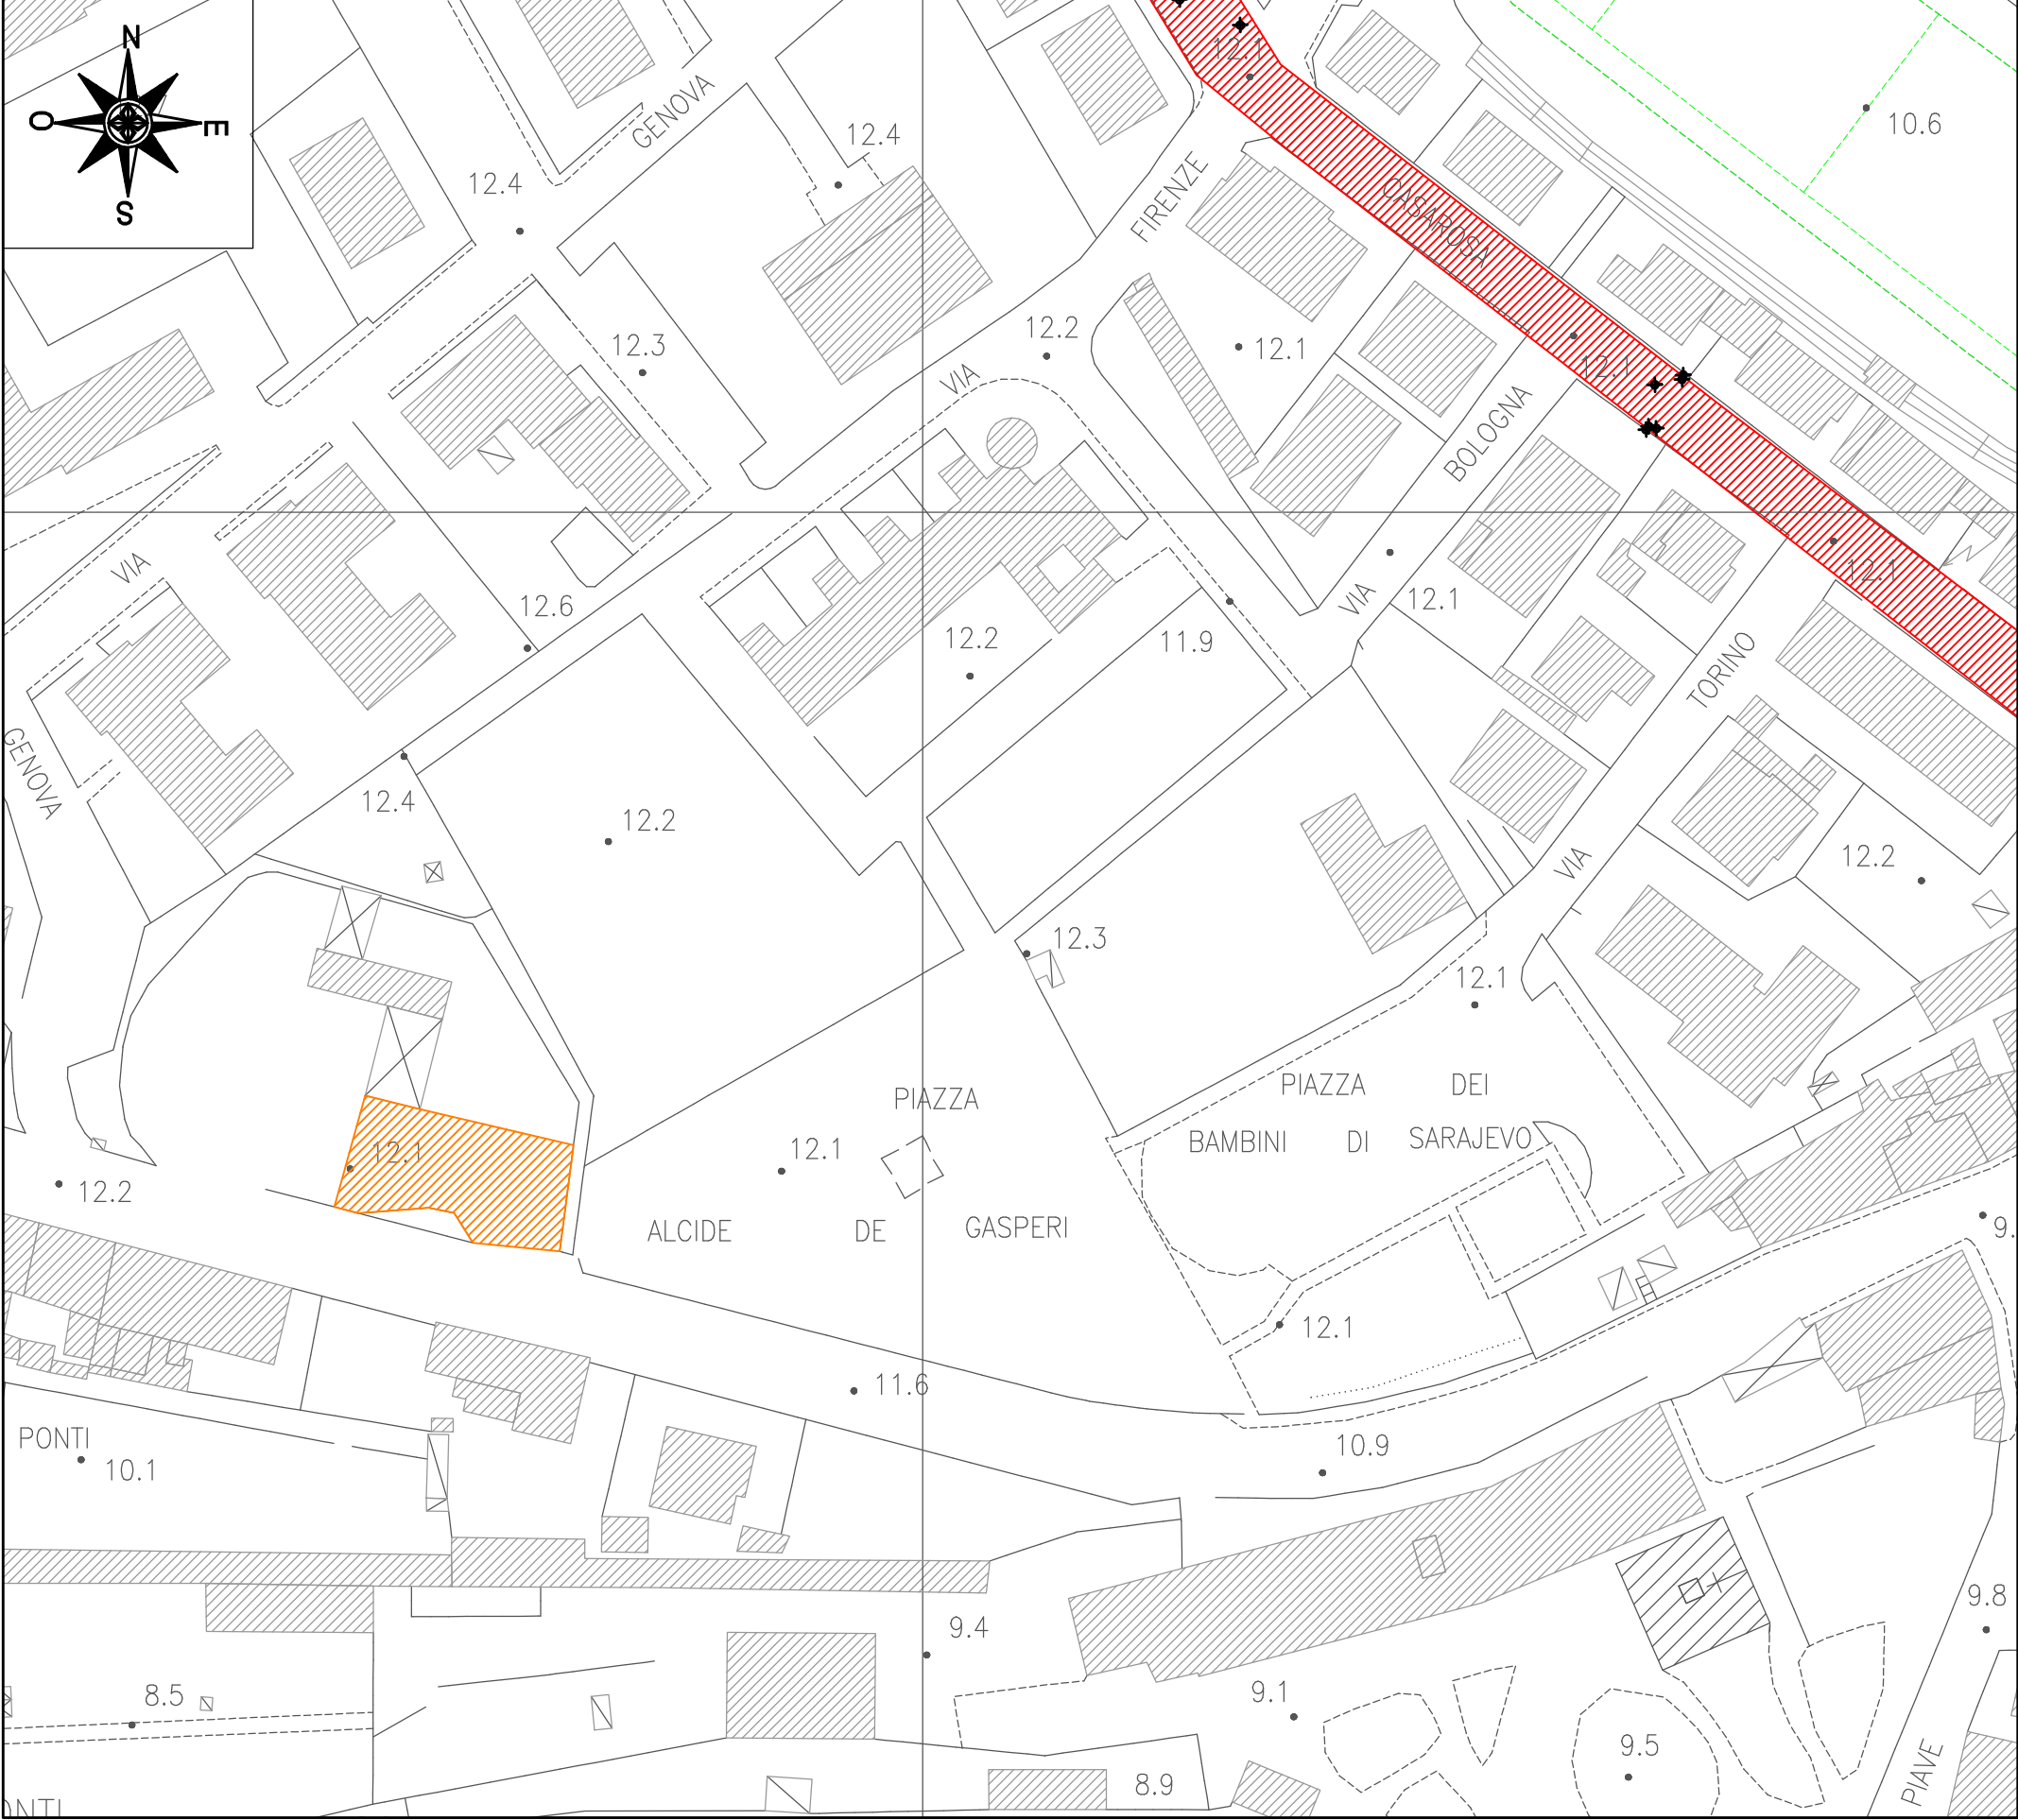 N
O
E
S
GENOVA
12.1
10.6
12.4
12.4
FIRENZE
CASAROSA
12.3
12.2
12.1
12.1
VIA
BOLOGNA
VIA
12.6
12.1
VIA
12.1
12.2
11.9
TORINO
GENOVA
12.4
12.2
12.2
VIA
12.3
12.1
PIAZZA
PIAZZA DEI
BAMBINI DI SARAJEVO
12.1
12.1
12.2
ALCIDE DE GASPERI
12.1
11.6
PONTI
10.1
10.9
9.4
9.8
8.5
9.1
9.5
8.9
PIAVE